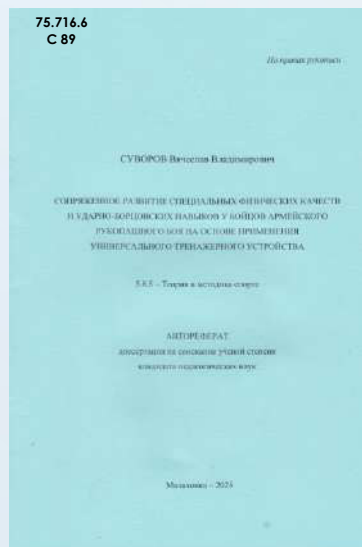 75.716.6
С 89
На правах рукописи
СУВОРОВ Вячеслав Владимирович
СОПРЯЖЕННОЕ РАЗВИТИЕ СПЕЦИАЛЬНЫХ ФИЗИЧЕСКИХ КАЧЕСТВ
И УДАРНО-БОРЦОВСКИХ НАВЫКОВ У БОЙЦОВ АРМЕЙСКОГО
РУКОПАШНОГО БОЯ НА ОСНОВЕ ПРИМЕНЕНИЯ
УНИВЕРСАЛЬНОГО ТРЕНАЖЕРНОГО УСТРОЙСТВА
5.8.5 – Теория и методика спорта
АВТОРЕФЕРАТ
диссертации на соискание ученой степени
кандидата педагогических наук
Малаховка – 2024